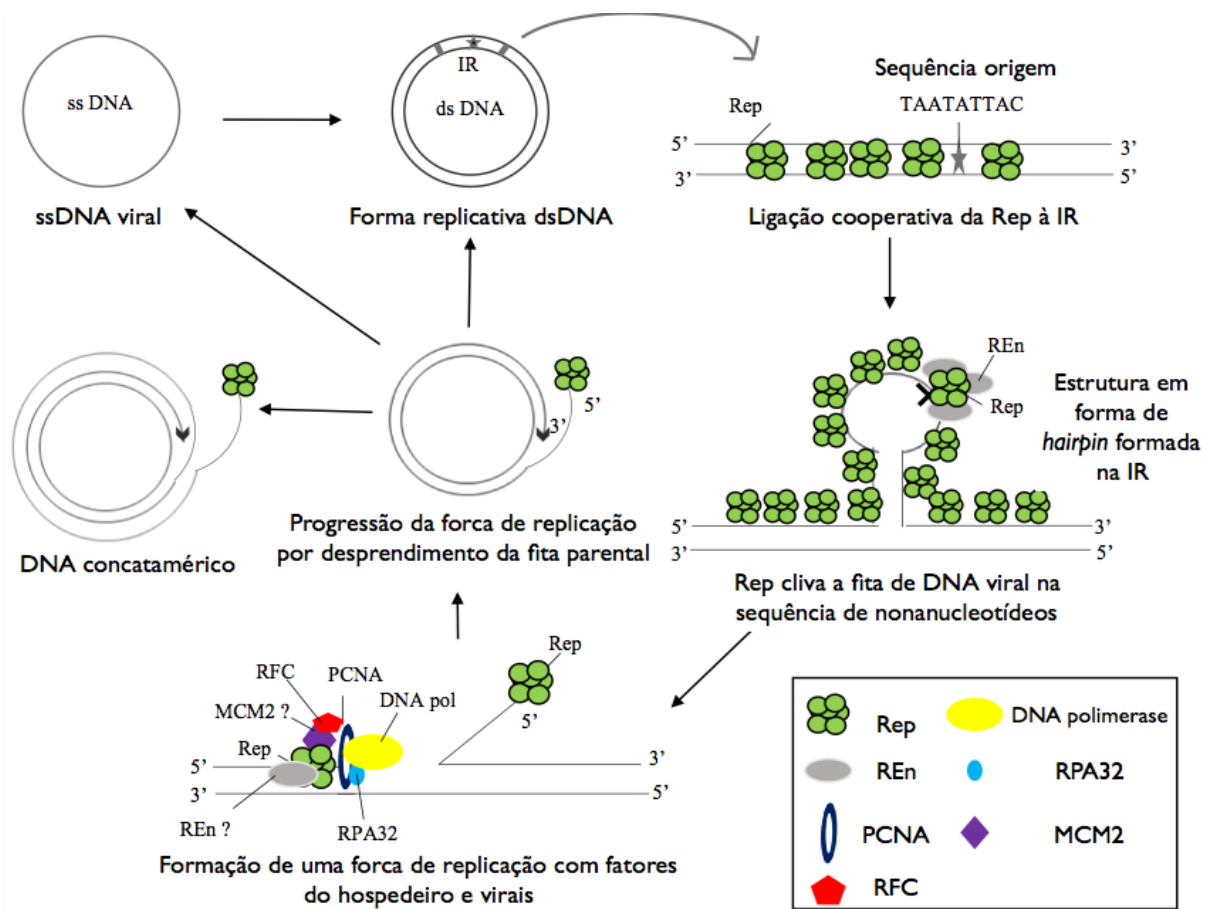 ss DNA
ssDNA viral
IR
ds DNA
Forma replicativa dsDNA
Sequência origem
TAATATTAC
Rep
5’
3’
3’
5’
Ligação cooperativa da Rep à IR
REn
Rep
Estrutura em
forma de
hairpin formada
na IR
5’
3’
3’
5’
Rep cliva a fita de DNA viral na
sequência de nonanucleotídeos
5’
3’
Progressão da forca de replicação
por desprendimento da fita parental
DNA concatamérico
RFC
PCNA
MCM2 ?
DNA pol
Rep
Rep
5’
5’
3’
3’
5’
REn ?
RPA32
Formação de uma forca de replicação com fatores
do hospedeiro e virais
Rep
DNA polimerase
REn
RPA32
PCNA
MCM2
RFC